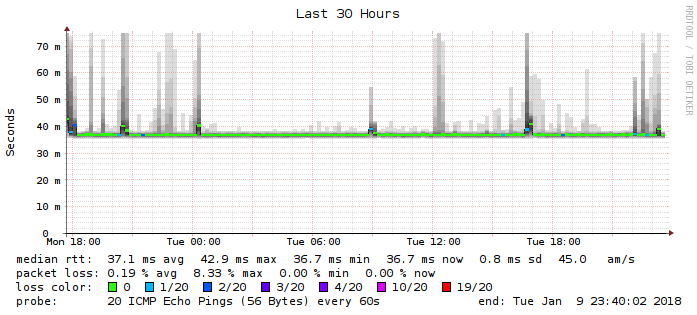 Last 30 Hours
RRDTOOL / TOBI OETIKER
Seconds
70 m
60 m
50 m
40 m
30 m
20 m
10 m
0
Mon 18:00 Tue 00:00 Tue 06:00 Tue 12:00 Tue 18:00
median rtt: 37.1 ms avg 42.9 ms max 36.7 ms min 36.7 ms now 0.8 ms sd 45.0 am/s
packet loss: 0.19 % avg 8.33 % max 0.00 % min 0.00 % now
loss color: 0 1/20 2/20 3/20 4/20 10/20 19/20
probe: 20 ICMP Echo Pings (56 Bytes) every 60s end: Tue Jan 9 23:40:02 2018